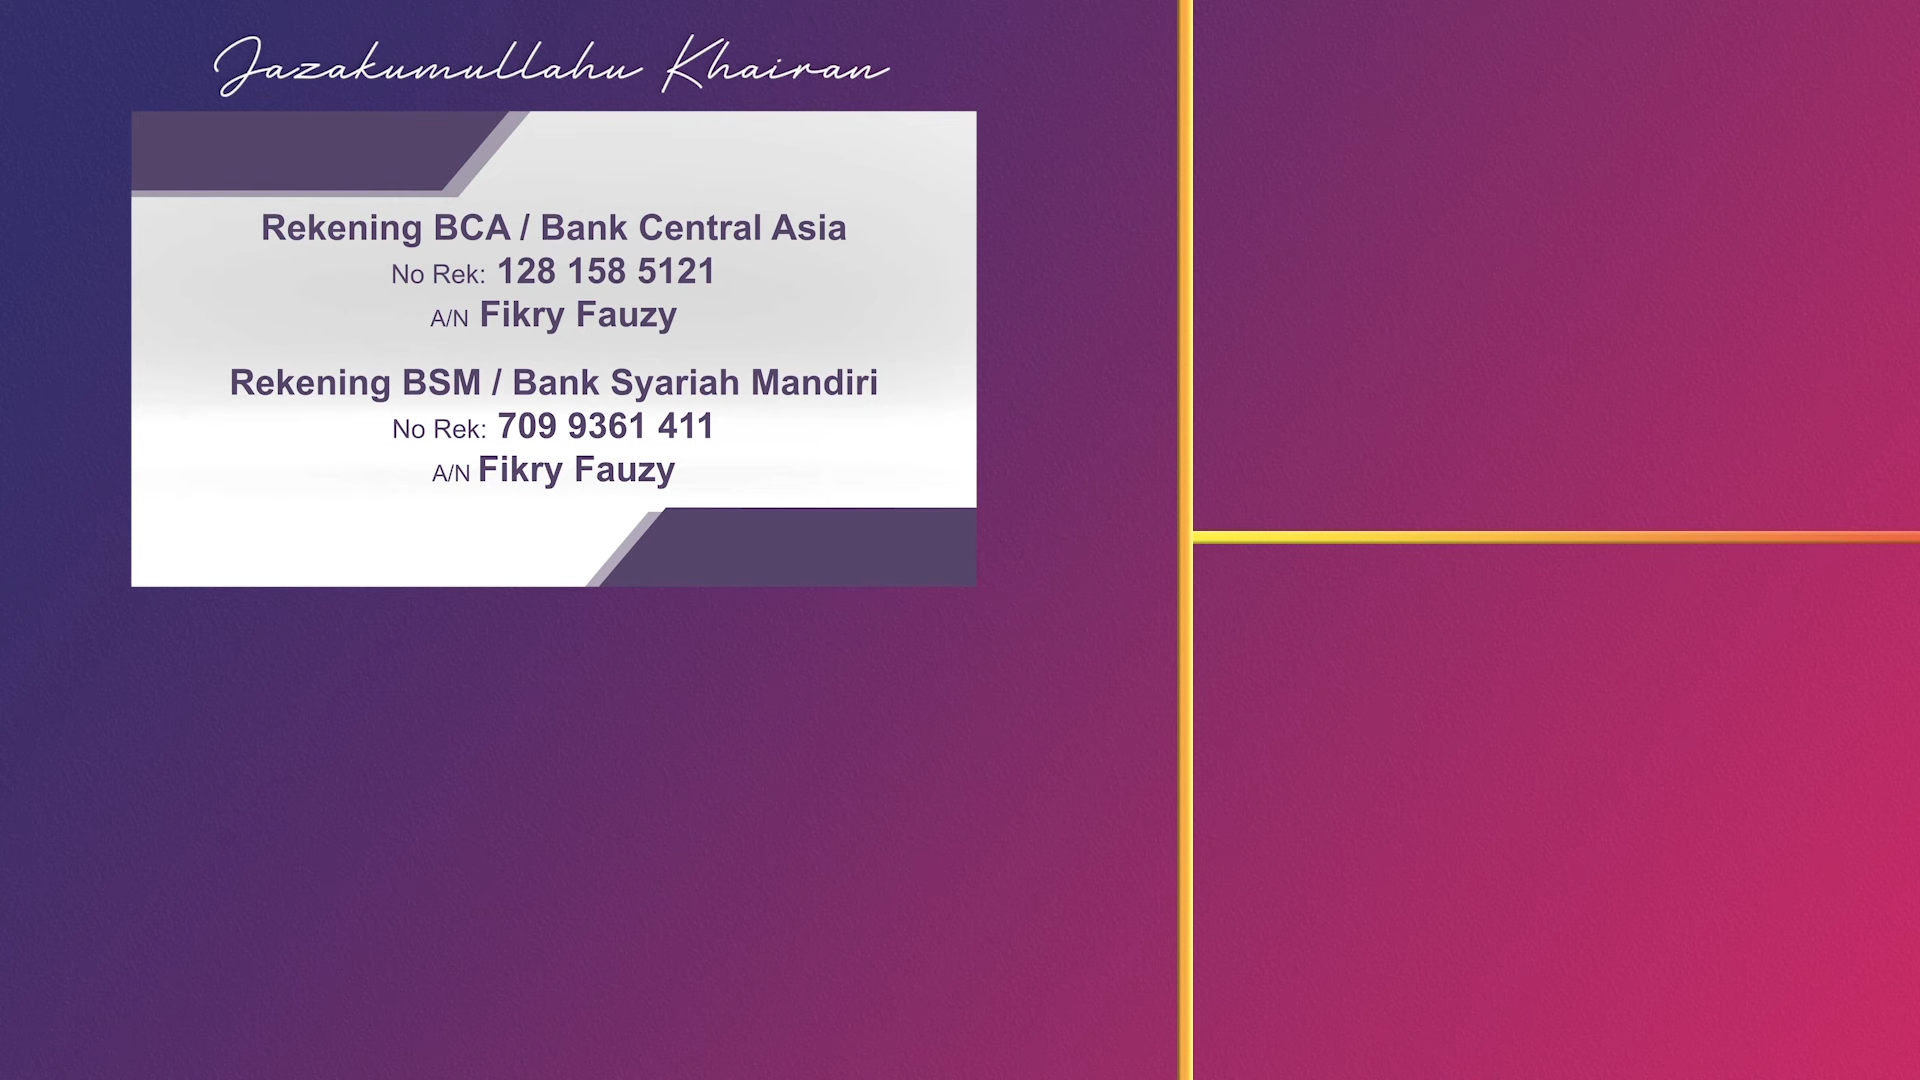 Jazakumullahu Khairan
Rekening BCA / Bank Central Asia
No Rek: 128 158 5121
A/N Fikry Fauzy
Rekening BSM / Bank Syariah Mandiri
No Rek: 709 9361 411
A/N Fikry Fauzy